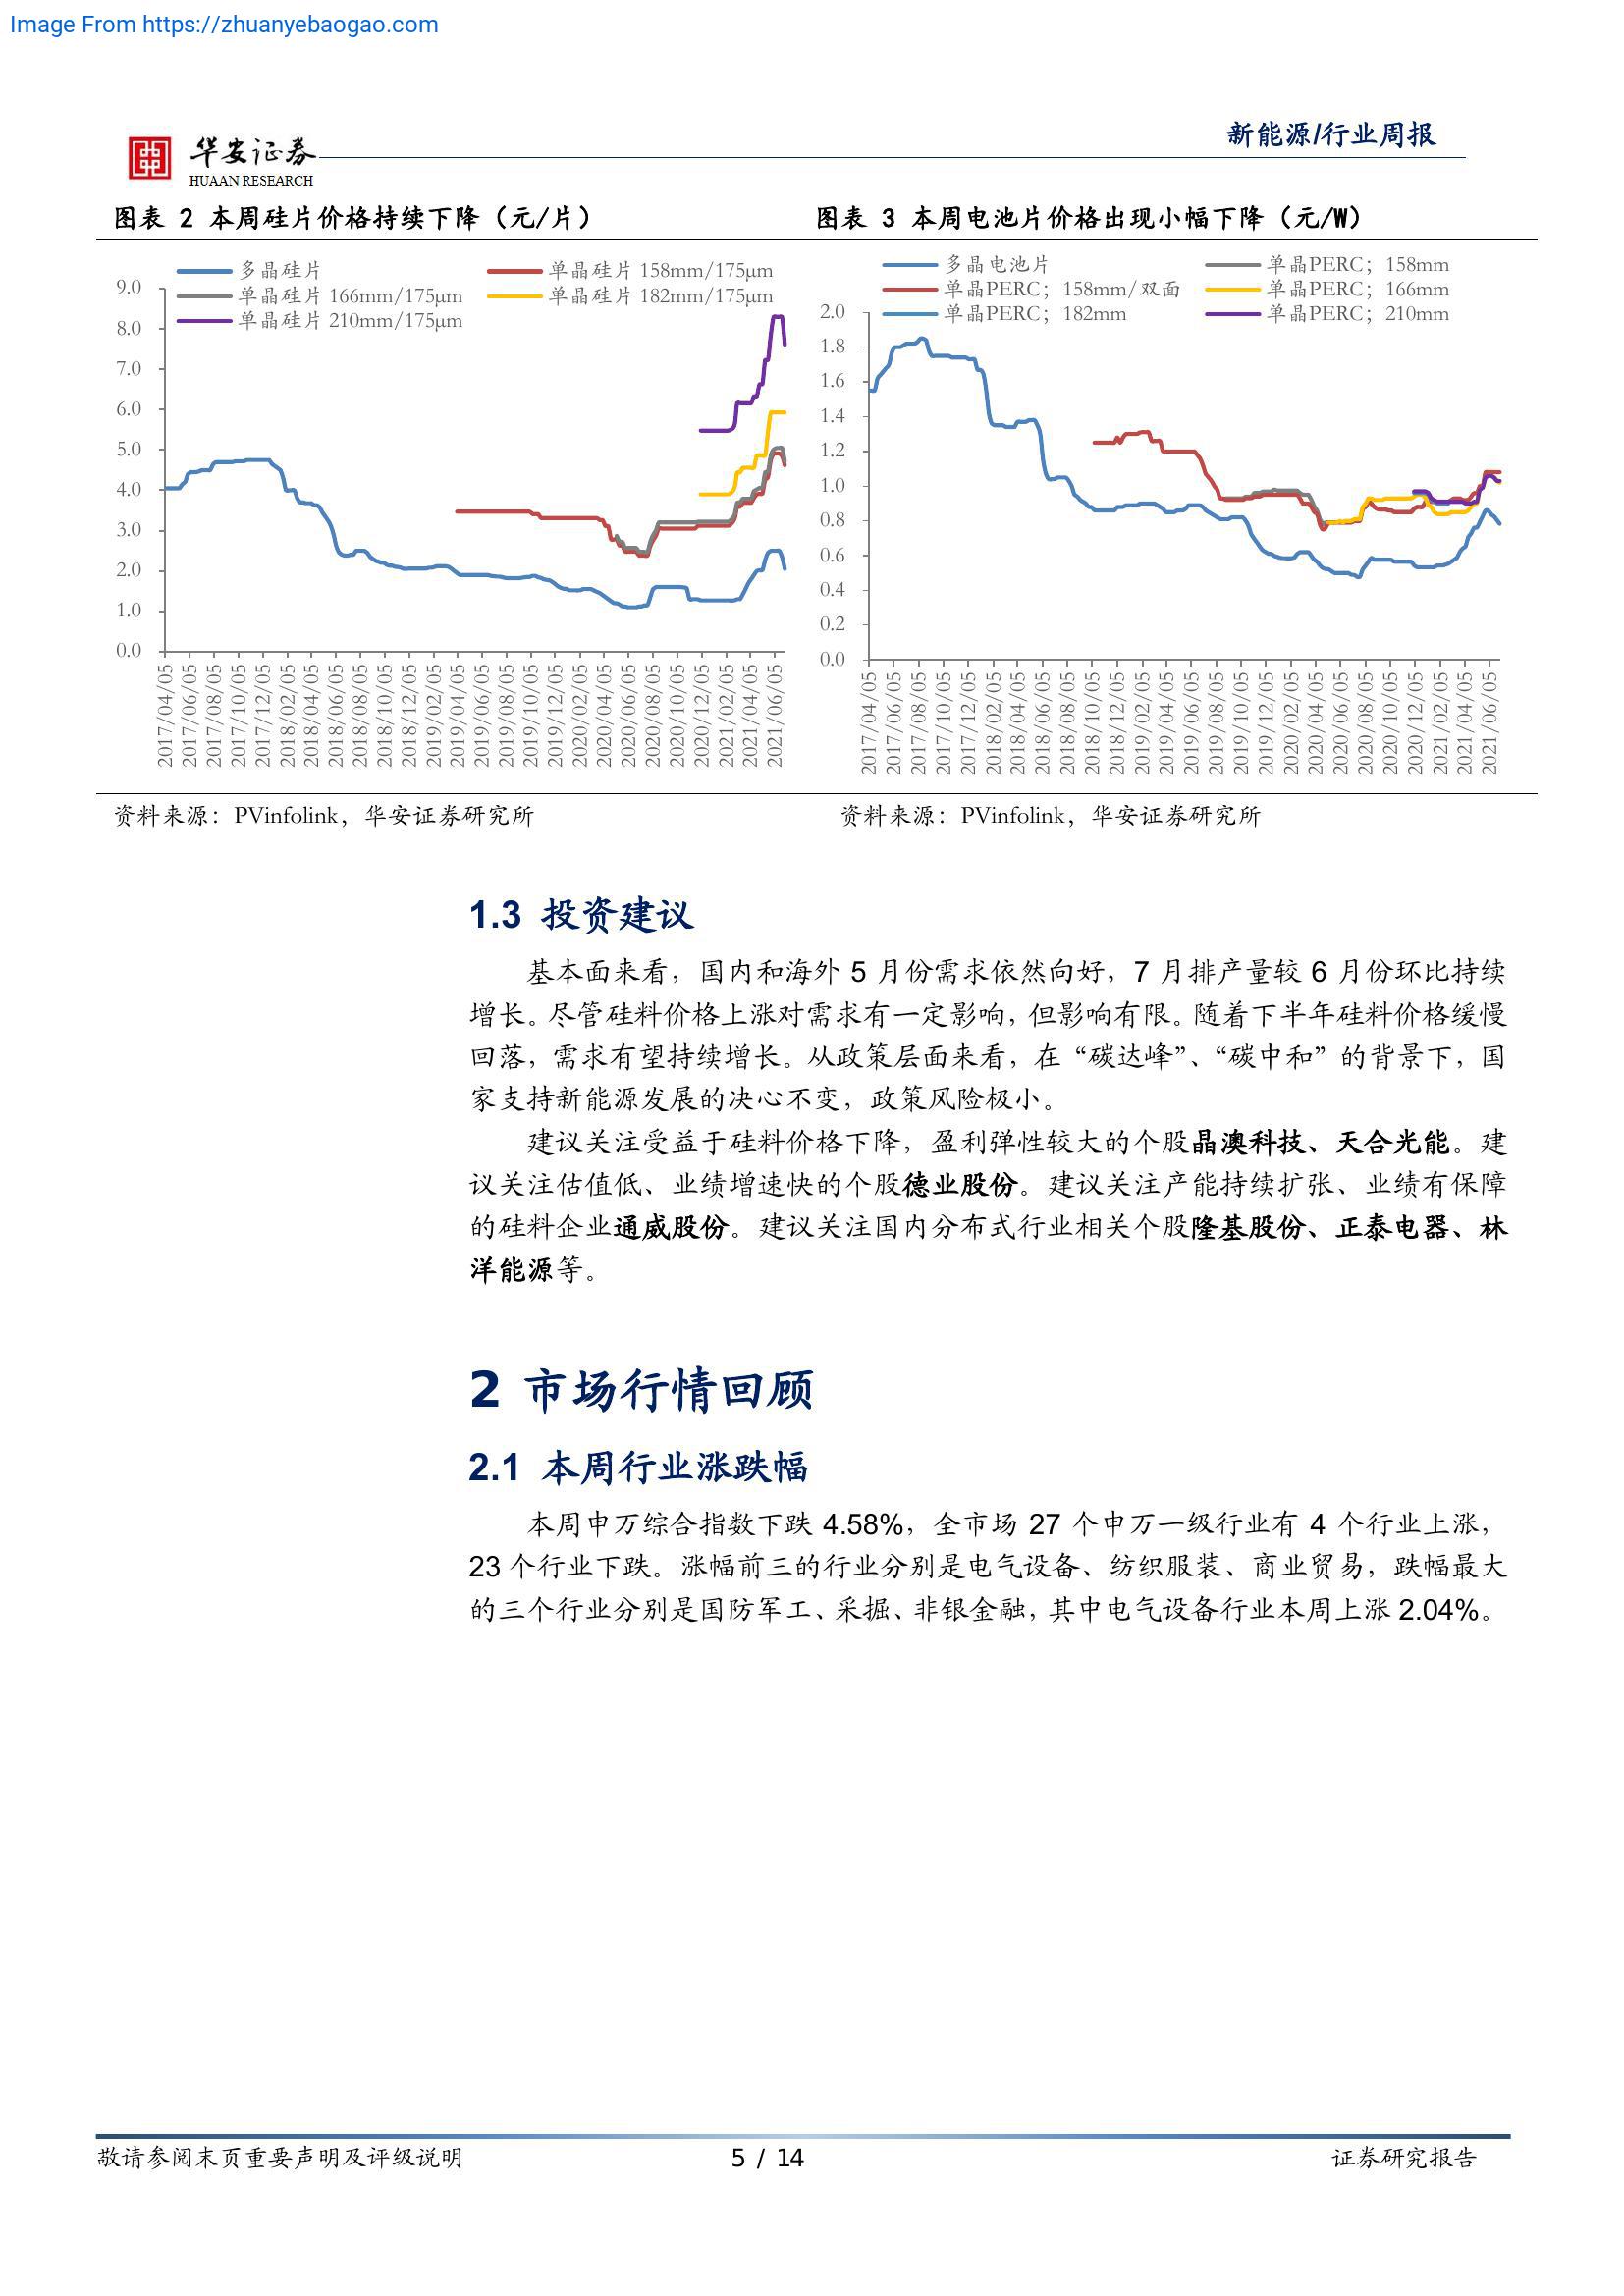 Image From https://zhuanyebaogao.com
新能源/行业周报
华安证券
HUAAN RESEARCH
图表 2 本周硅片价格持续下降（元/片）
多晶硅片
单晶硅片 158mm/175μm
单晶硅片 166mm/175μm
单晶硅片 182mm/175μm
单晶硅片 210mm/175μm
9.0
8.0
7.0
6.0
5.0
4.0
3.0
2.0
1.0
0.0
2017/04/05
2017/06/05
2017/08/05
2017/10/05
2017/12/05
2018/02/05
2018/04/05
2018/06/05
2018/08/05
2018/10/05
2018/12/05
2019/02/05
2019/04/05
2019/06/05
2019/08/05
2019/10/05
2019/12/05
2020/02/05
2020/04/05
2020/06/05
2020/08/05
2020/10/05
2020/12/05
2021/02/05
2021/04/05
2021/06/05
资料来源：PVinfolink，华安证券研究所
图表 3 本周电池片价格出现小幅下降（元/W）
多晶电池片
单晶PERC；158mm
单晶PERC；158mm/双面
单晶PERC；166mm
单晶PERC；182mm
单晶PERC；210mm
2.0
1.8
1.6
1.4
1.2
1.0
0.8
0.6
0.4
0.2
0.0
2017/04/05
2017/06/05
2017/08/05
2017/10/05
2017/12/05
2018/02/05
2018/04/05
2018/06/05
2018/08/05
2018/10/05
2018/12/05
2019/02/05
2019/04/05
2019/06/05
2019/08/05
2019/10/05
2019/12/05
2020/02/05
2020/04/05
2020/06/05
2020/08/05
2020/10/05
2020/12/05
2021/02/05
2021/04/05
2021/06/05
资料来源：PVinfolink，华安证券研究所
1.3 投资建议
基本面来看，国内和海外 5 月份需求依然向好，7 月排产量较 6 月份环比持续
增长。尽管硅料价格上涨对需求有一定影响，但影响有限。随着下半年硅料价格缓慢
回落，需求有望持续增长。从政策层面来看，在“碳达峰”、“碳中和”的背景下，国
家支持新能源发展的决心不变，政策风险极小。
建议关注受益于硅料价格下降，盈利弹性较大的个股晶澳科技、天合光能。建
议关注估值低、业绩增速快的个股德业股份。建议关注产能持续扩张、业绩有保障
的硅料企业通威股份。建议关注国内分布式行业相关个股隆基股份、正泰电器、林
洋能源等。
2 市场行情回顾
2.1 本周行业涨跌幅
本周申万综合指数下跌 4.58%，全市场 27 个申万一级行业有 4 个行业上涨，
23 个行业下跌。涨幅前三的行业分别是电气设备、纺织服装、商业贸易，跌幅最大
的三个行业分别是国防军工、采掘、非银金融，其中电气设备行业本周上涨 2.04%。
敬请参阅末页重要声明及评级说明
5 / 14
证券研究报告